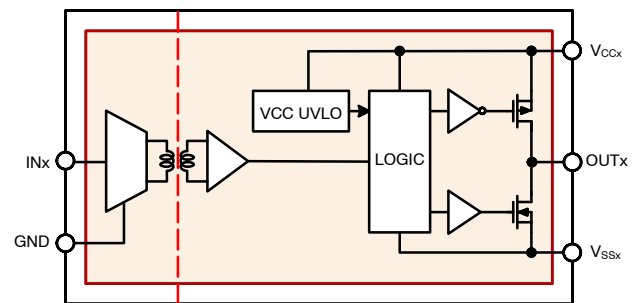 VCCx
VCC UVLO
LOGIC
INx
OUTx
GND
VSSx